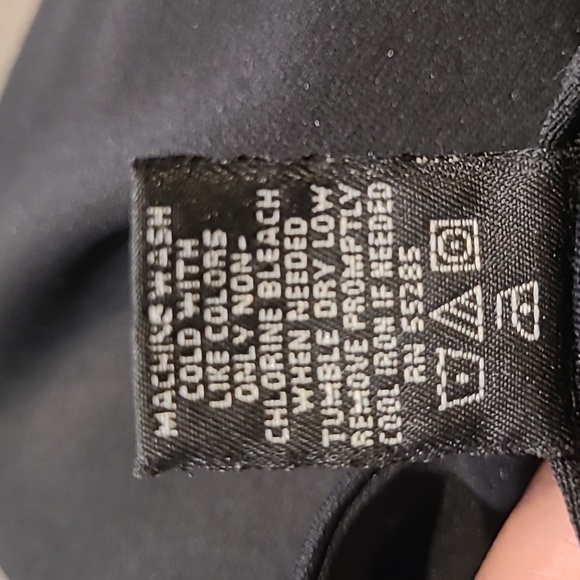 MACHINE WASH
COLD WITH
LIKE COLORS
ONLY NON-
CHLORINE BLEACH
WHEN NEEDED
TUMBLE DRY LOW
REMOVE PROMPTLY
COOL IRON IF NEEDED
RN 55285